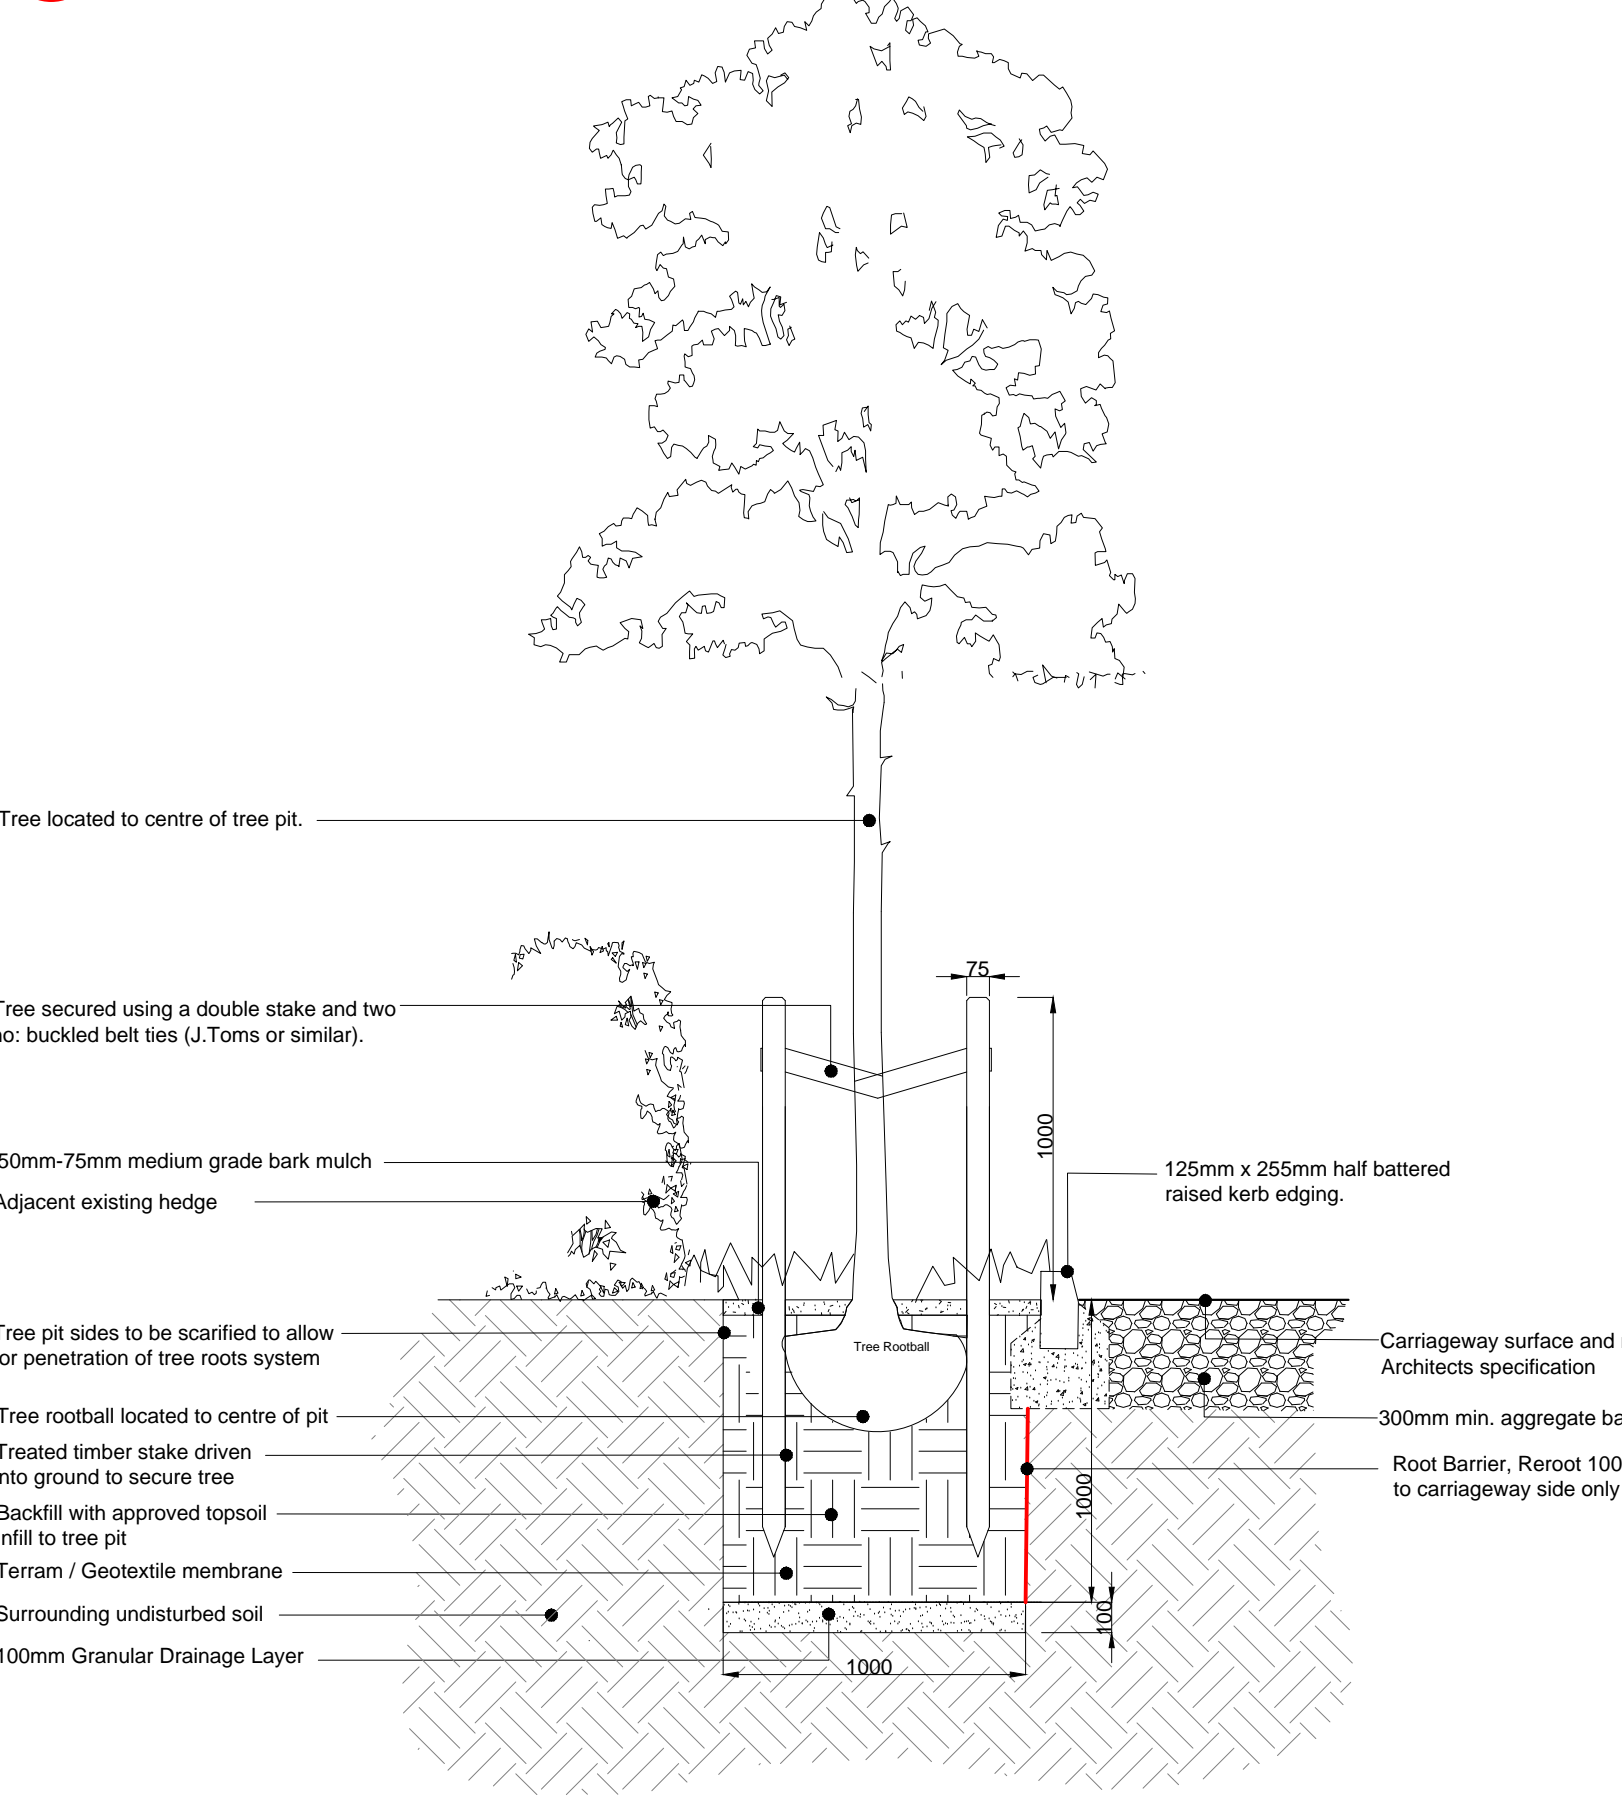 Tree located to centre of tree pit.
75
Tree secured using a double stake and two
no: buckled belt ties (J.Toms or similar).
1000
50mm-75mm medium grade bark mulch
125mm x 255mm half battered
raised kerb edging.
Adjacent existing hedge
Tree pit sides to be scarified to allow
for penetration of tree roots system
Tree Rootball
Carriageway surface and
Architects specification
Tree rootball located to centre of pit
300mm min. aggregate
Treated timber stake driven
into ground to secure tree
Root Barrier, Reroot 100
to carriageway side only
1000
Backfill with approved topsoil
infill to tree pit
Terram / Geotextile membrane
Surrounding undisturbed soil
100
100mm Granular Drainage Layer
1000